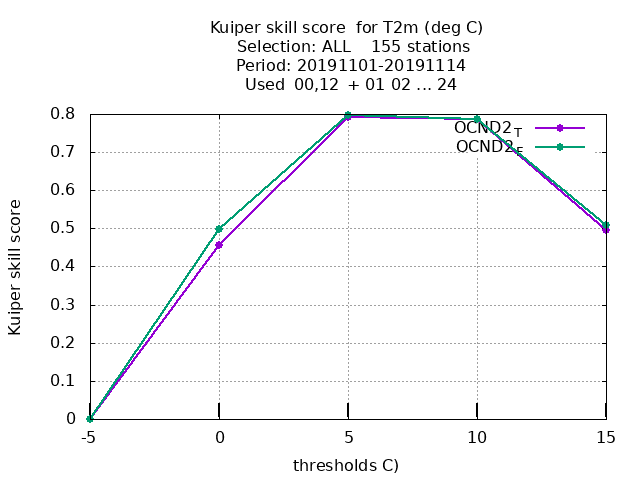 Kuiper skill score for T2m (deg C)
Selection: ALL 155 stations
Period: 20191101-20191114
Used 00,12 + 01 02 ... 24
OCND2T
OCND2F
Kuiper skill score
0.8
0.7
0.6
0.5
0.4
0.3
0.2
0.1
0
-5 0 5 10 15
thresholds C)